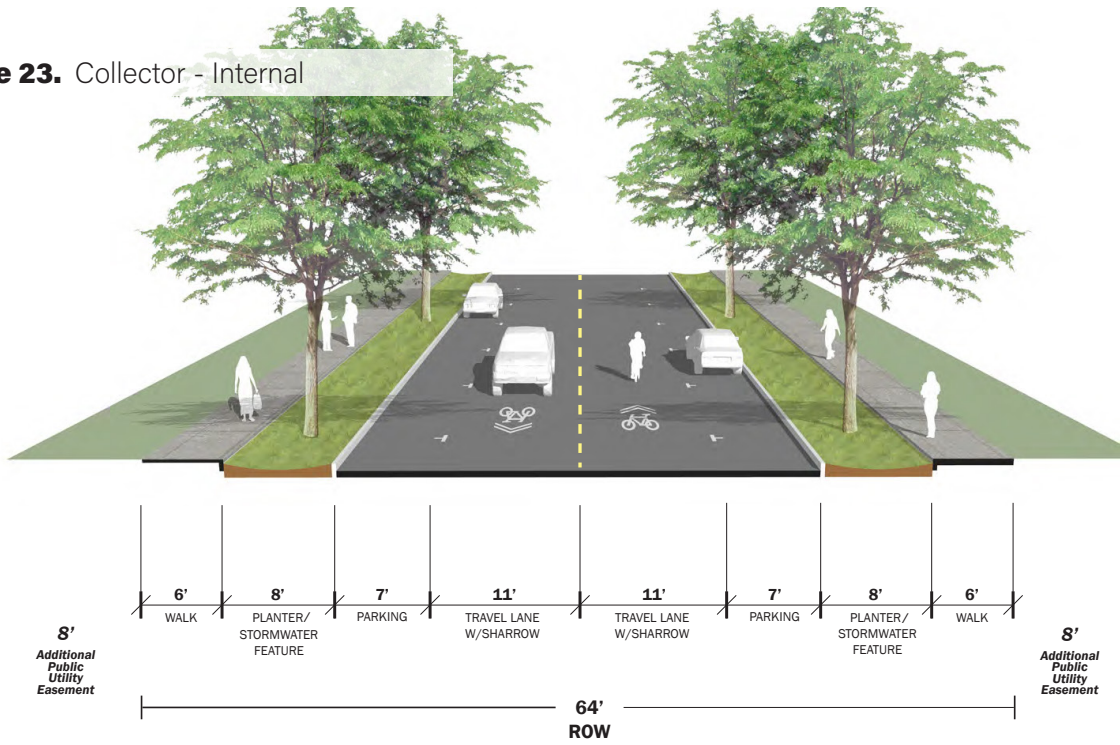 e 23. Collector - Internal
6' 8' 7' 11' 11' 7' 8' 6'
WALK PLANTER/ PARKING TRAVEL LANE TRAVEL LANE PARKING PLANTER/ WALK
STORMWATER W/SHARROW W/SHARROW STORMWATER
FEATURE FEATURE
8'
Additional
Public
Utility
Easement
8'
Additional
Public
Utility
Easement
64'
ROW